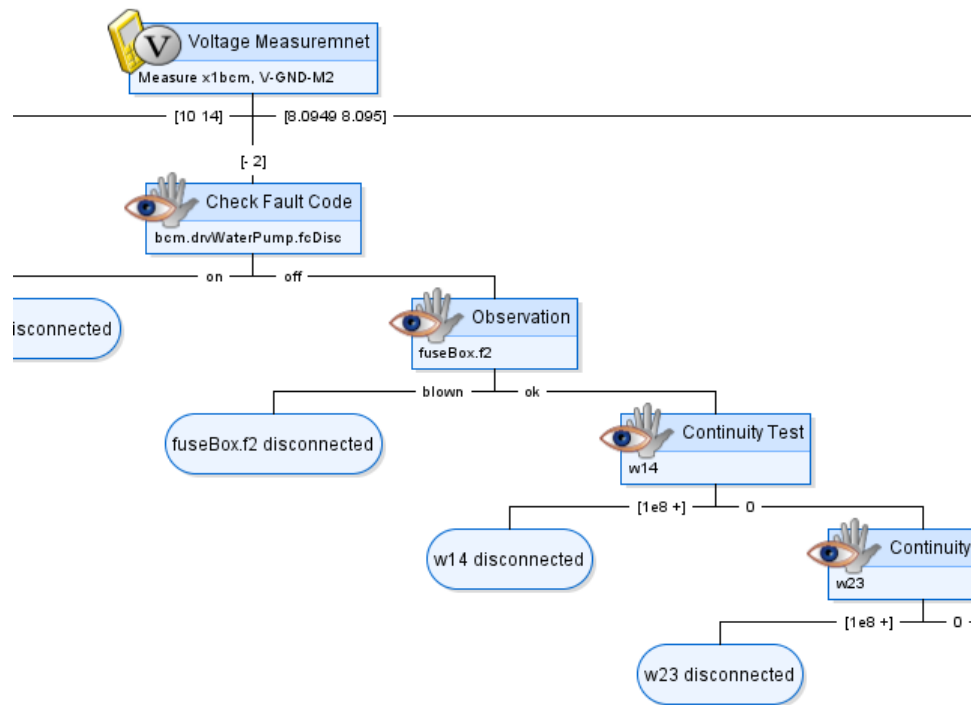 V
Voltage Measuremnet
Measure x1bcm, V-GND-M2
[10 14]
[8.0949 8.095]
[- 2]
Check Fault Code
bcm.drvWaterPump.fcDisc
on
off
isconnected
Observation
fuseBox.f2
blown
ok
fuseBox.f2 disconnected
Continuity Test
w14
[1e8 +]
0
w14 disconnected
Continuity
w23
[1e8 +]
0
w23 disconnected